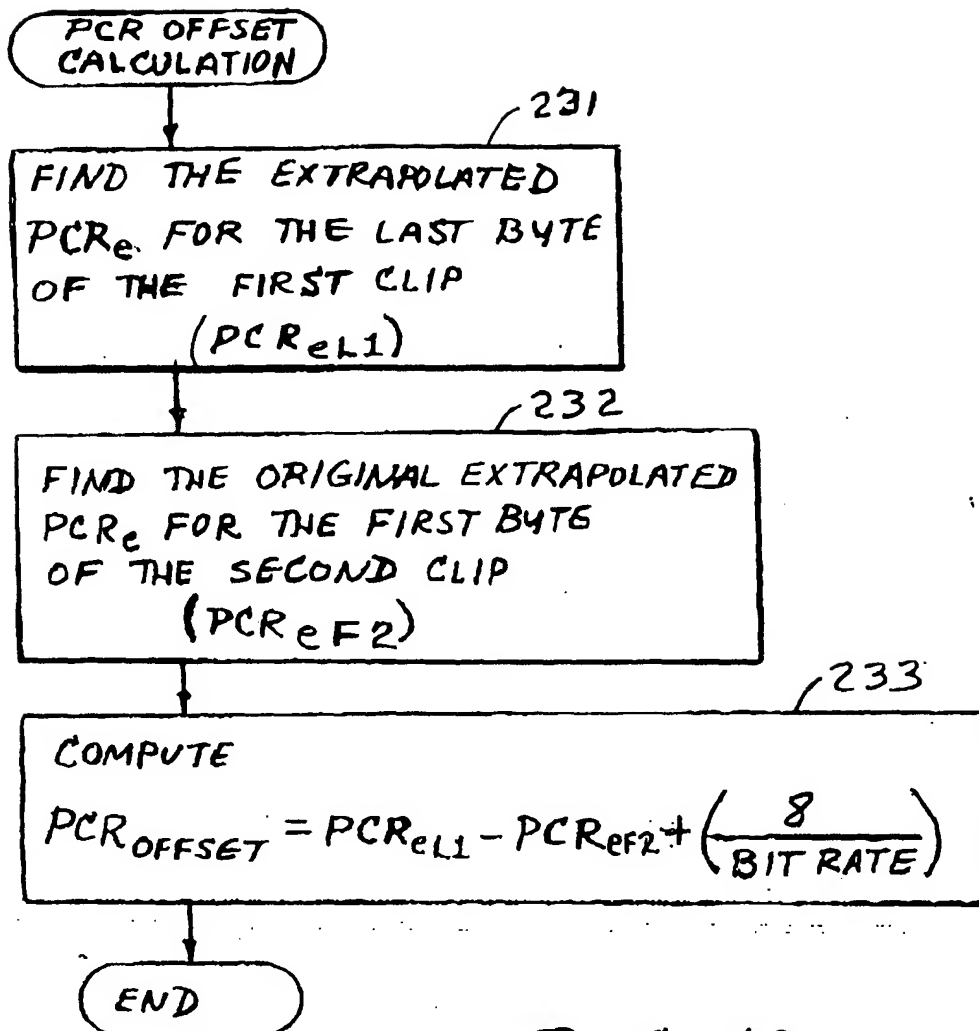 PCR OFFSET
CALCULATION
231
FIND THE EXTRAPOLATED
PCRe FOR THE LAST BYTE
OF THE FIRST CLIP
(PCReL1)
232
FIND THE ORIGINAL EXTRAPOLATED
PCRe FOR THE FIRST BYTE
OF THE SECOND CLIP
(PCReF2)
233
COMPUTE
PCROFFSET = PCReL1 - PCReF2 + (8 / BIT RATE)
END